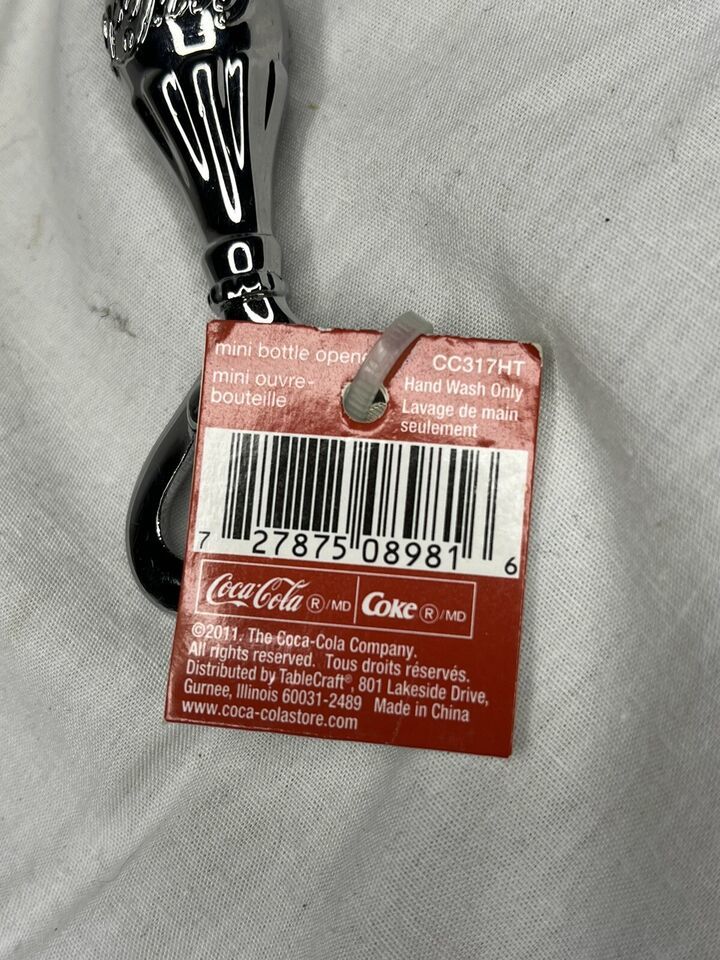 mini bottle opene
mini ouvre-
bouteille
CC317HT
Hand Wash Only
Lavage de main
seulement
7 27875 08981 6
Coca-Cola ®/MD Coke ®/MD
©2011. The Coca-Cola Company.
All rights reserved. Tous droits réservés.
Distributed by TableCraft®, 801 Lakeside Drive,
Gurnee, Illinois 60031-2489 Made in China
www.coca-colastore.com